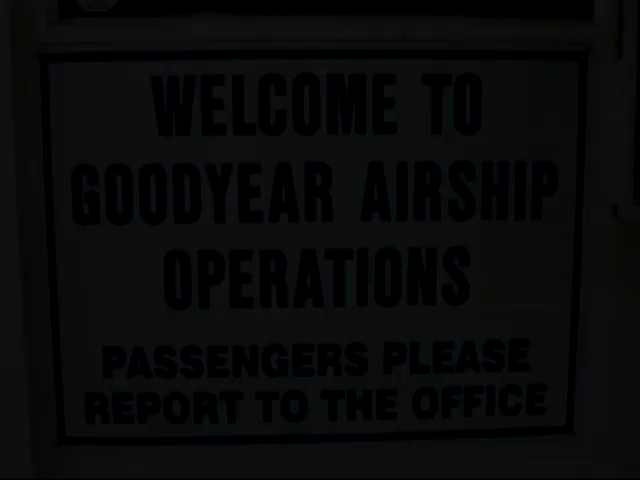 WELCOME TO
GOODYEAR AIRSHIP
OPERATIONS
PASSENGERS PLEASE
REPORT TO THE OFFICE